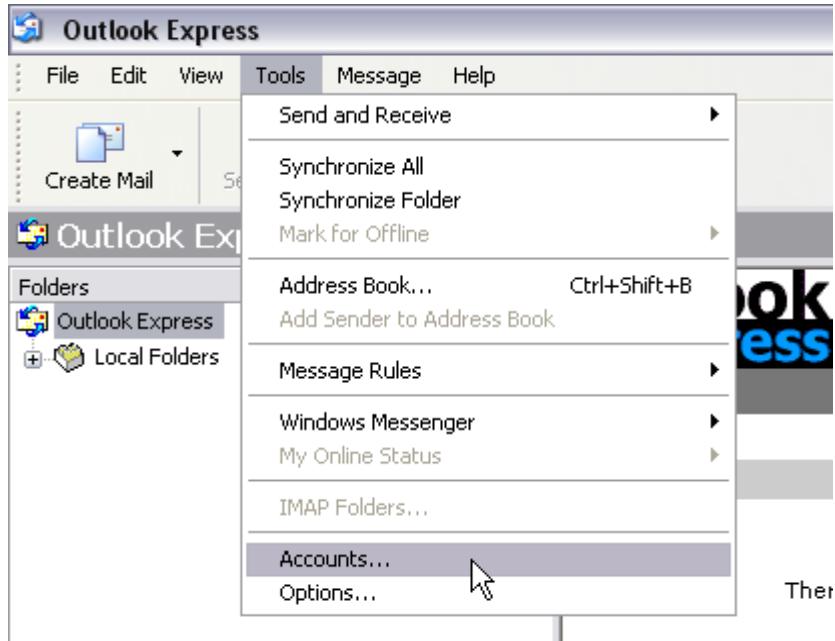 Outlook Express
File Edit View Tools Message Help
Send and Receive
Create Mail
Synchronize All
Synchronize Folder
Mark for Offline
Outlook
Folders
Address Book... Ctrl+Shift+B
Outlook Express
Add Sender to Address Book
Local Folders
Message Rules
Windows Messenger
My Online Status
IMAP Folders...
Accounts...
Options...